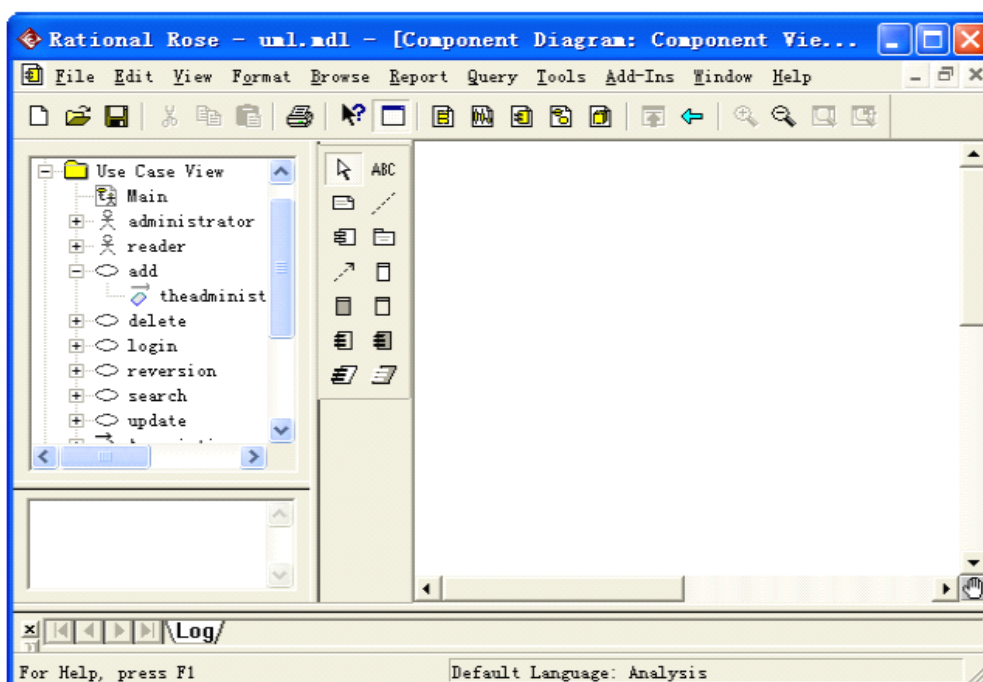 Rational Rose - uml.mdl - [Component Diagram: Component Vie...
File Edit View Format Browse Report Query Tools Add-Ins Window Help
Use Case View
Main
administrator
reader
add
theadminist
delete
login
reversion
search
update
ABC
Log
For Help, press F1
Default Language: Analysis